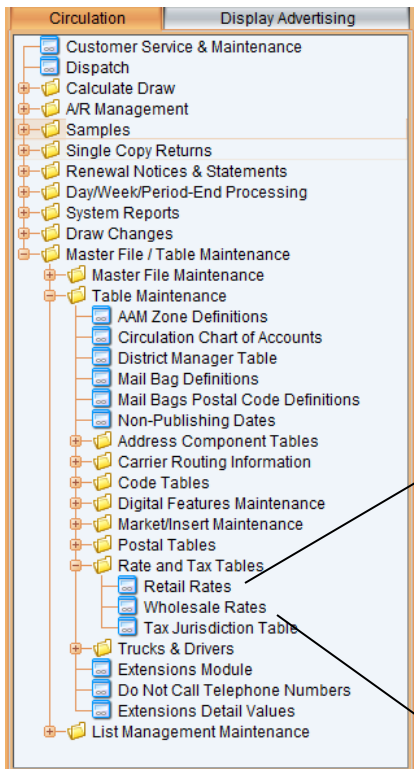 Circulation Display Advertising
Customer Service & Maintenance
Dispatch
Calculate Draw
A/R Management
Samples
Single Copy Returns
Renewal Notices & Statements
Day/Week/Period-End Processing
System Reports
Draw Changes
Master File / Table Maintenance
Master File Maintenance
Table Maintenance
AAM Zone Definitions
Circulation Chart of Accounts
District Manager Table
Mail Bag Definitions
Mail Bags Postal Code Definitions
Non-Publishing Dates
Address Component Tables
Carrier Routing Information
Code Tables
Digital Features Maintenance
Market/Insert Maintenance
Postal Tables
Rate and Tax Tables
Retail Rates
Wholesale Rates
Tax Jurisdiction Table
Trucks & Drivers
Extensions Module
Do Not Call Telephone Numbers
Extensions Detail Values
List Management Maintenance